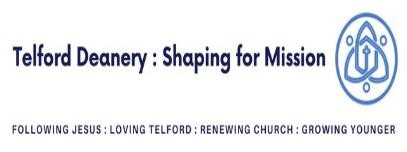 Telford Deanery : Shaping for Mission
FOLLOWING JESUS : LOVING TELFORD : RENEWING CHURCH : GROWING YOUNGER